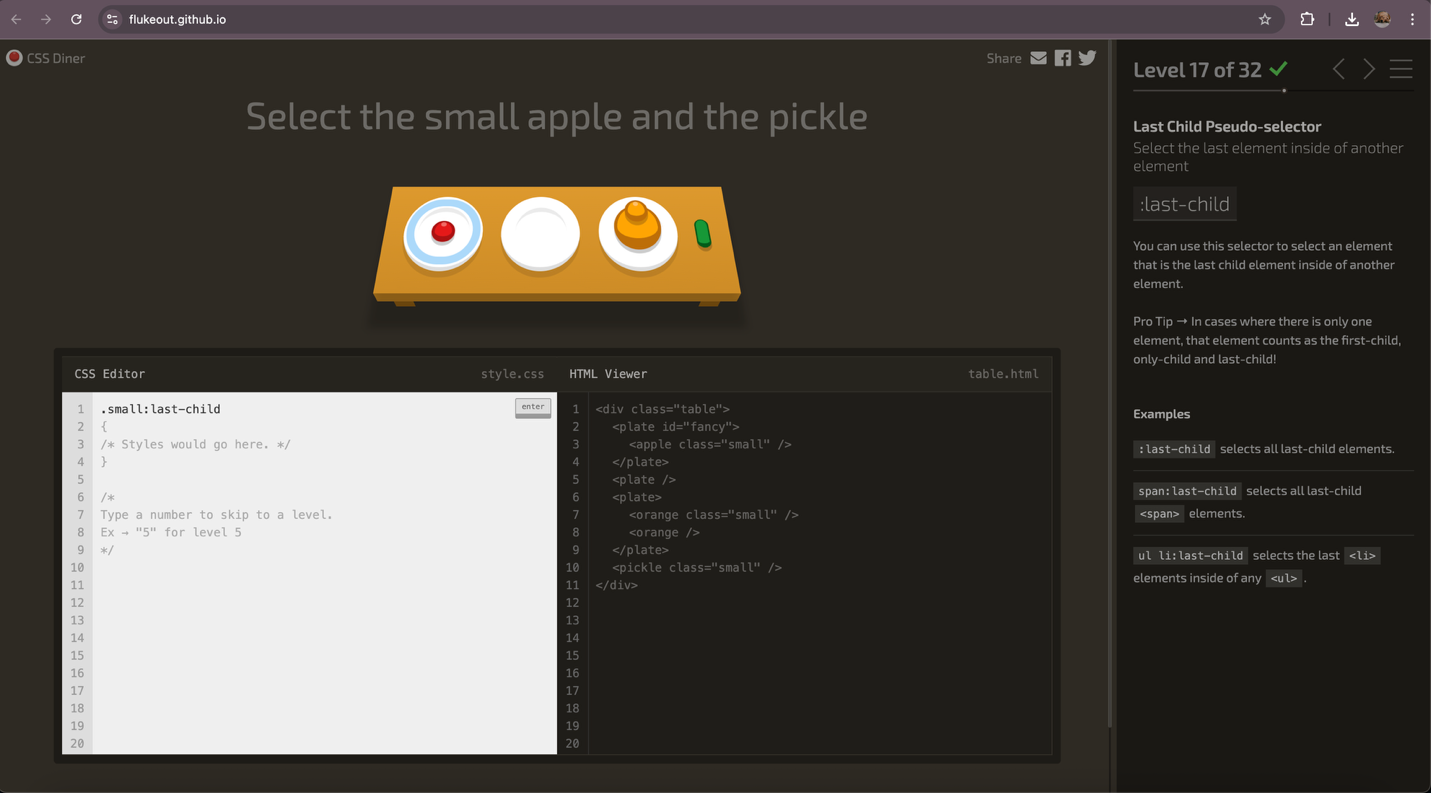 flukeout.github.io
CSS Diner
Share
Select the small apple and the pickle
CSS Editor style.css
1 .small:last-child
enter
2 {
3 /* Styles would go here. */
4 }
5
6 /*
7 Type a number to skip to a level.
8 Ex → "5" for level 5
9 */
10
11
12
13
14
15
16
17
18
19
20
HTML Viewer table.html
1 <div class="table">
2 <plate id="fancy">
3 <apple class="small" />
4 </plate>
5 <plate />
6 <plate>
7 <orange class="small" />
8 <orange />
9 </plate>
10 <pickle class="small" />
11 </div>
12
13
14
15
16
17
18
19
20
Level 17 of 32
Last Child Pseudo-selector
Select the last element inside of another
element
:last-child
You can use this selector to select an element
that is the last child element inside of another
element.
Pro Tip → In cases where there is only one
element, that element counts as the first-child,
only-child and last-child!
Examples
:last-child selects all last-child elements.
span:last-child selects all last-child
<span> elements.
ul li:last-child selects the last <li>
elements inside of any <ul> .